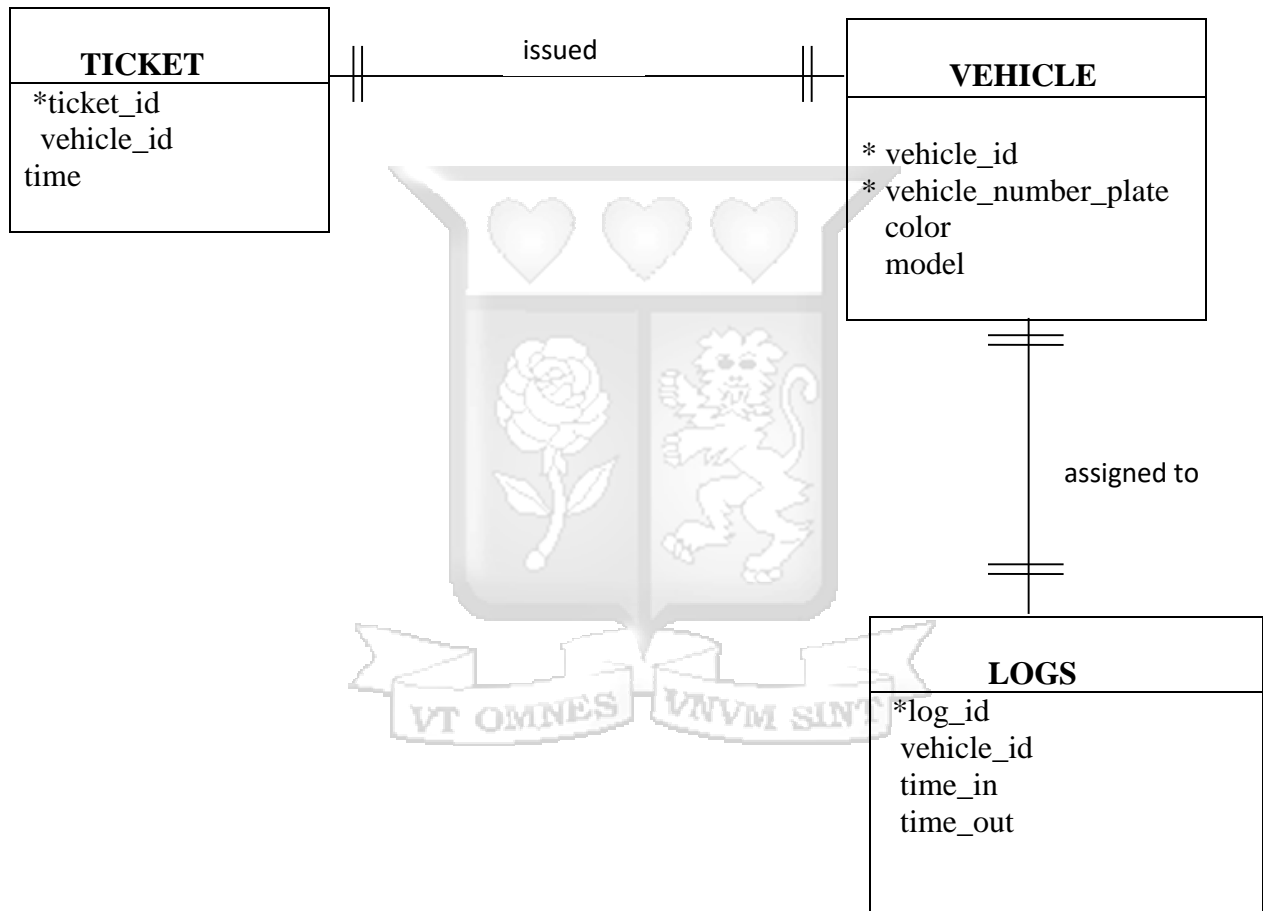 TICKET
*ticket_id
vehicle_id
time
issued
VEHICLE
* vehicle_id
* vehicle_number_plate
color
model
assigned to
LOGS
*log_id
vehicle_id
time_in
time_out
VT OMNES VNVM SINT